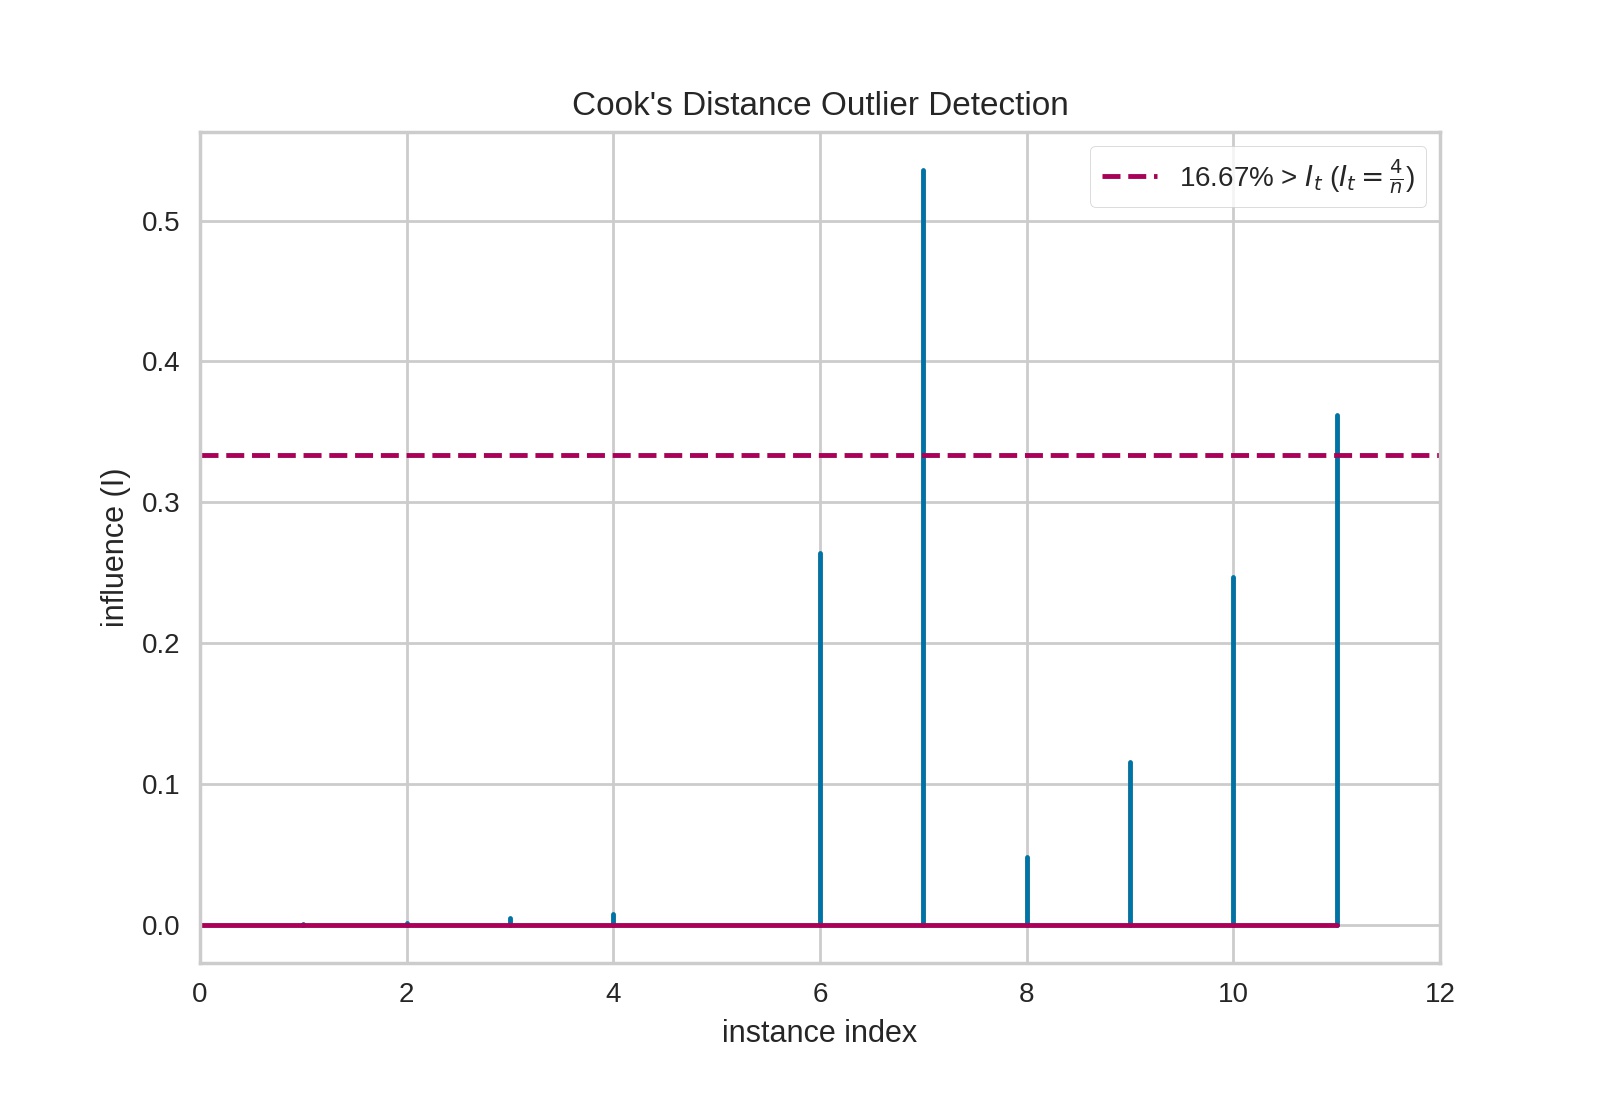 Cook's Distance Outlier Detection
16.67% > I_t (I_t = 4/n)
0.5
0.4
0.3
0.2
0.1
0.0
influence (I)
0 2 4 6 8 10 12
instance index